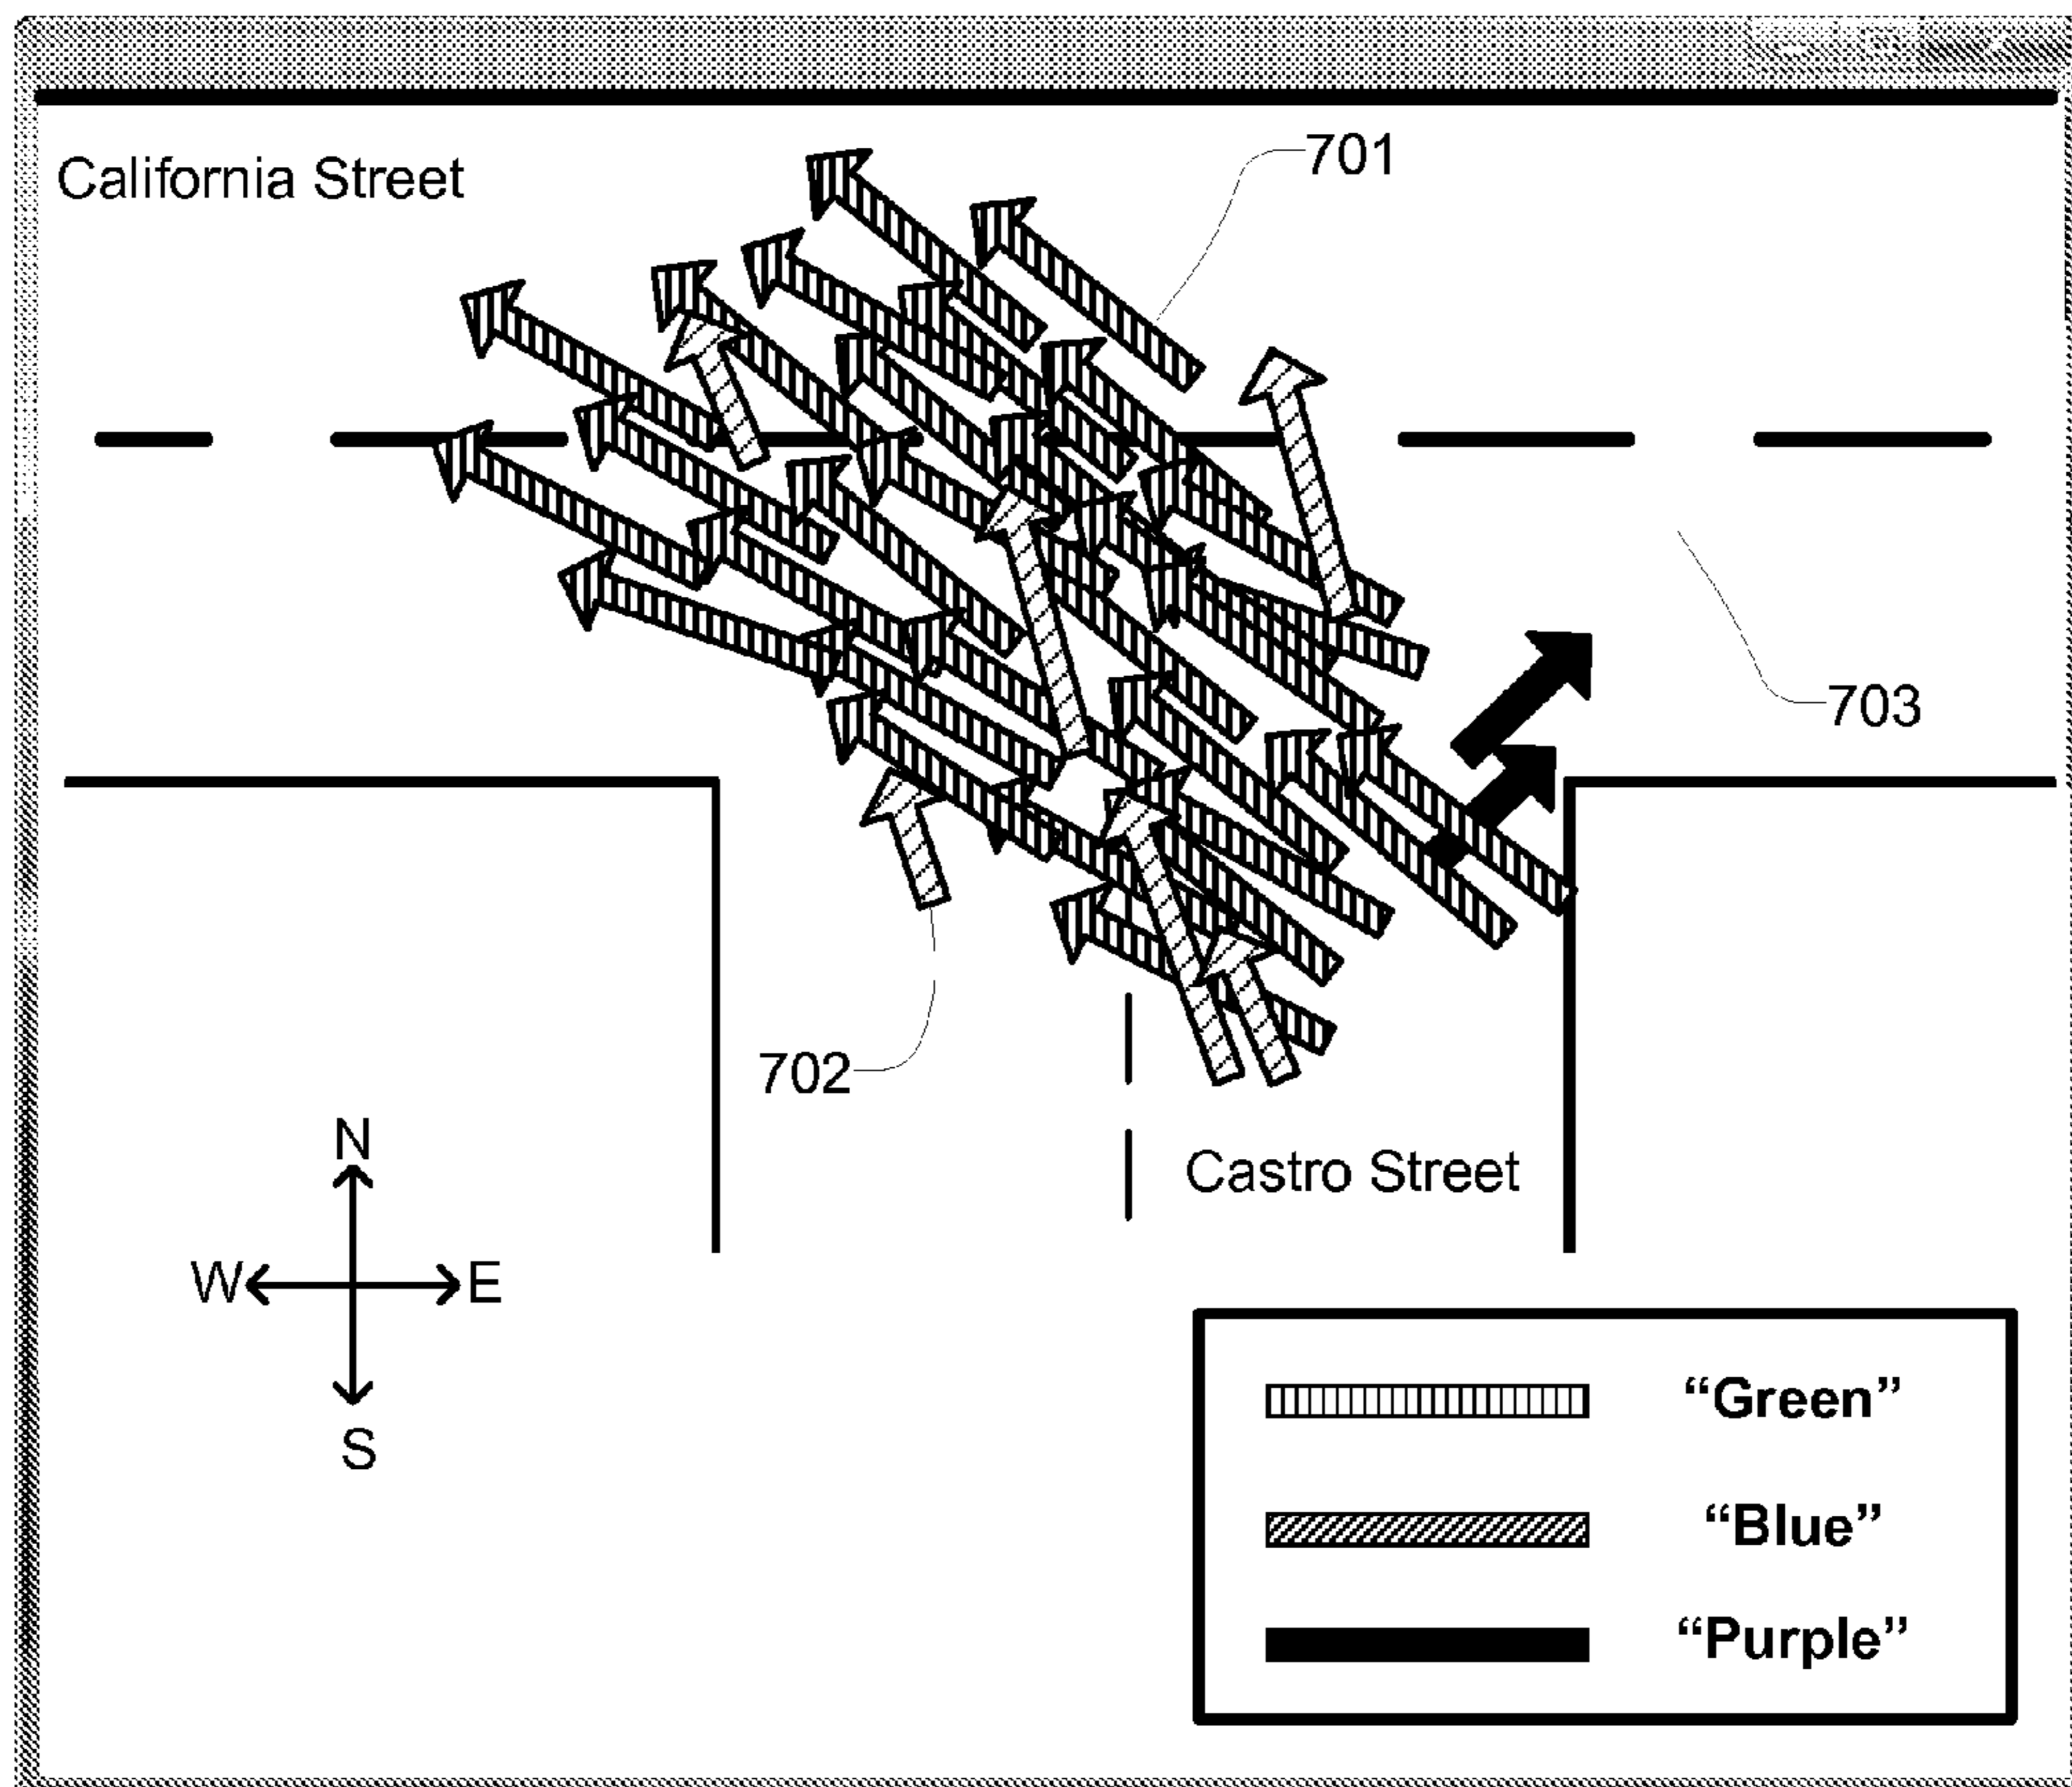 California Street
701
703
702
Castro Street
N
W
E
S
“Green”
“Blue”
“Purple”